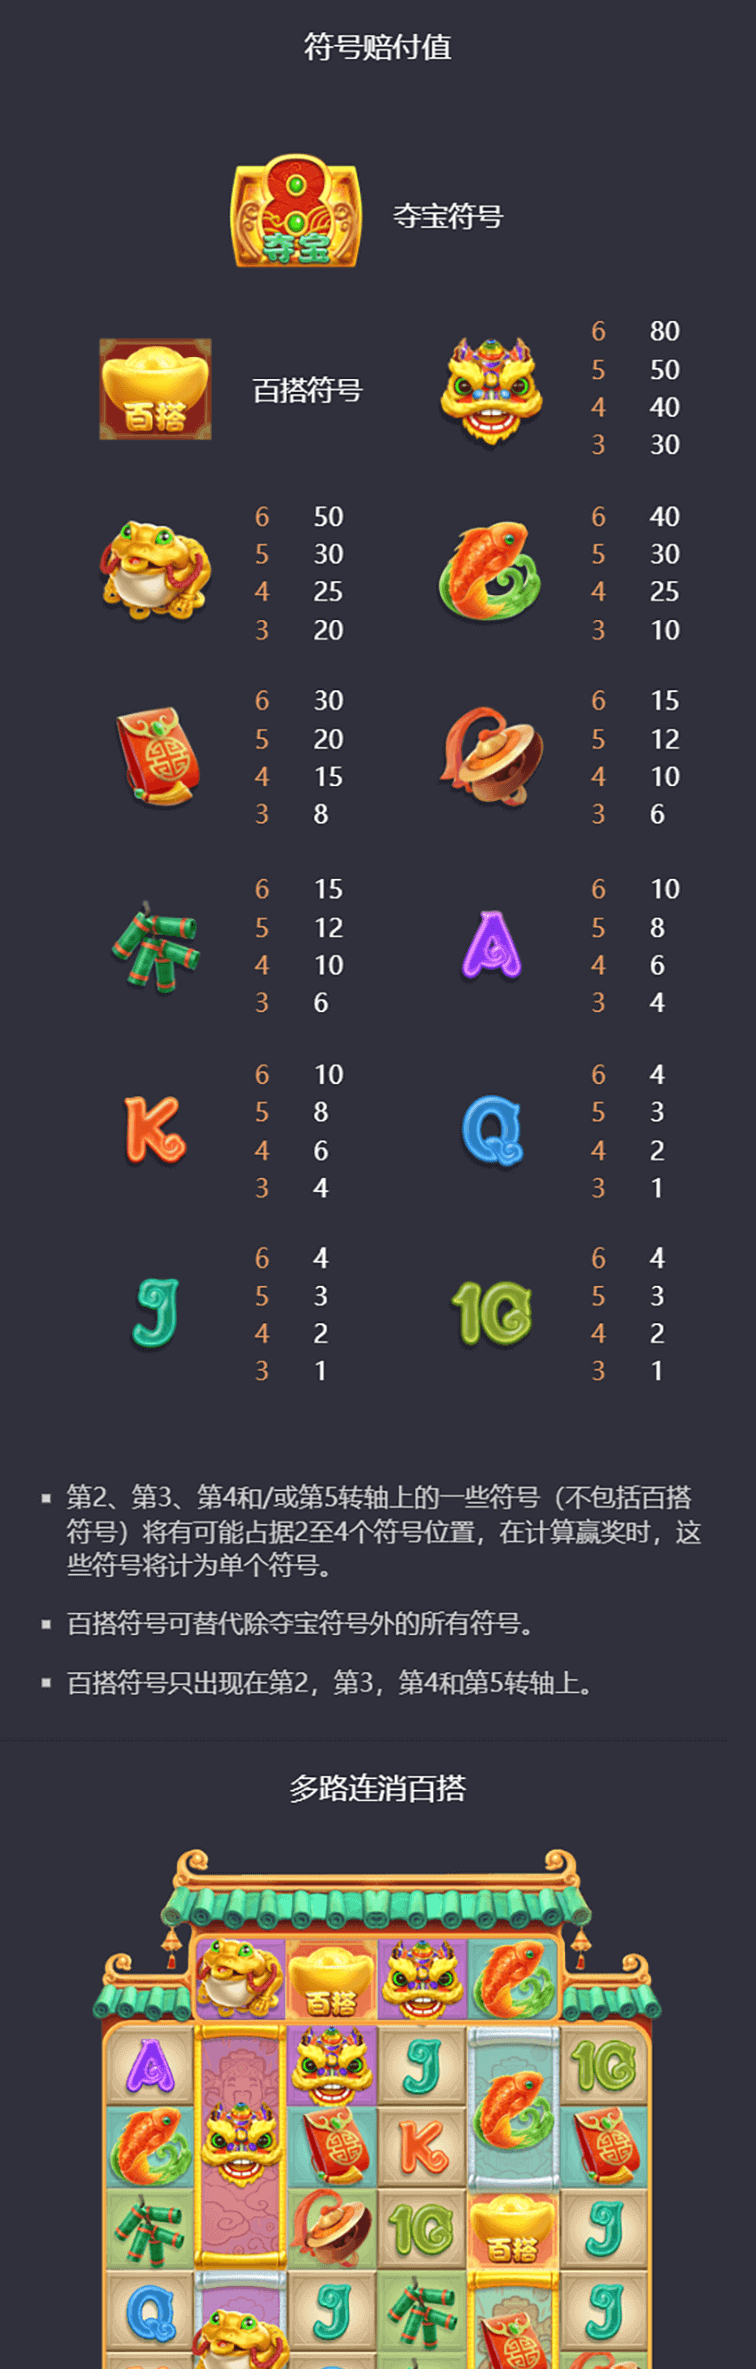 符号赔付值
夺宝
夺宝符号
百搭
百搭符号
6 80
5 50
4 40
3 30
6 50
5 30
4 25
3 20
6 40
5 30
4 25
3 10
6 30
5 20
4 15
3 8
6 15
5 12
4 10
3 6
6 15
5 12
4 10
3 6
A
6 10
5 8
6 6
3 4
K
6 10
5 8
4 6
3 4
Q
6 4
5 3
4 2
3 1
J
6 4
5 3
4 2
3 1
10
6 4
5 3
4 2
3 1
▪ 第2、第3、第4和/或第5转轴上的一些符号（不包括百搭
符号）将有可能占据2至4个符号位置，在计算赢奖时，这
些符号将计为单个符号。
▪ 百搭符号可替代除夺宝符号外的所有符号。
▪ 百搭符号只出现在第2，第3，第4和第5转轴上。
多路连消百搭
百搭
A J 10
K
10 百搭 J
Q J J